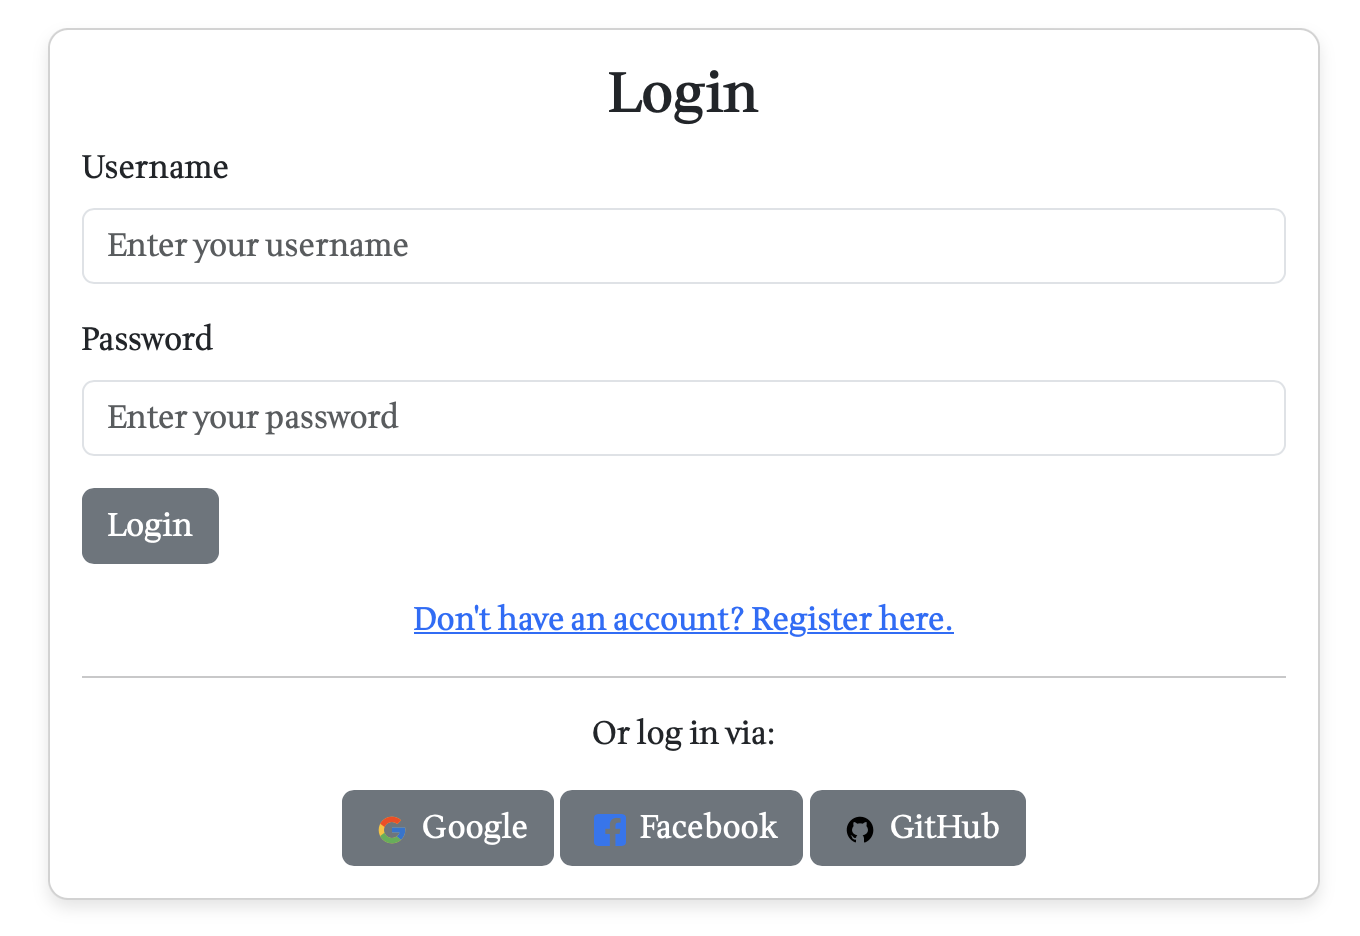 Login
Username
Enter your username
Password
Enter your password
Login
Don't have an account? Register here.
Or log in via:
Google Facebook GitHub